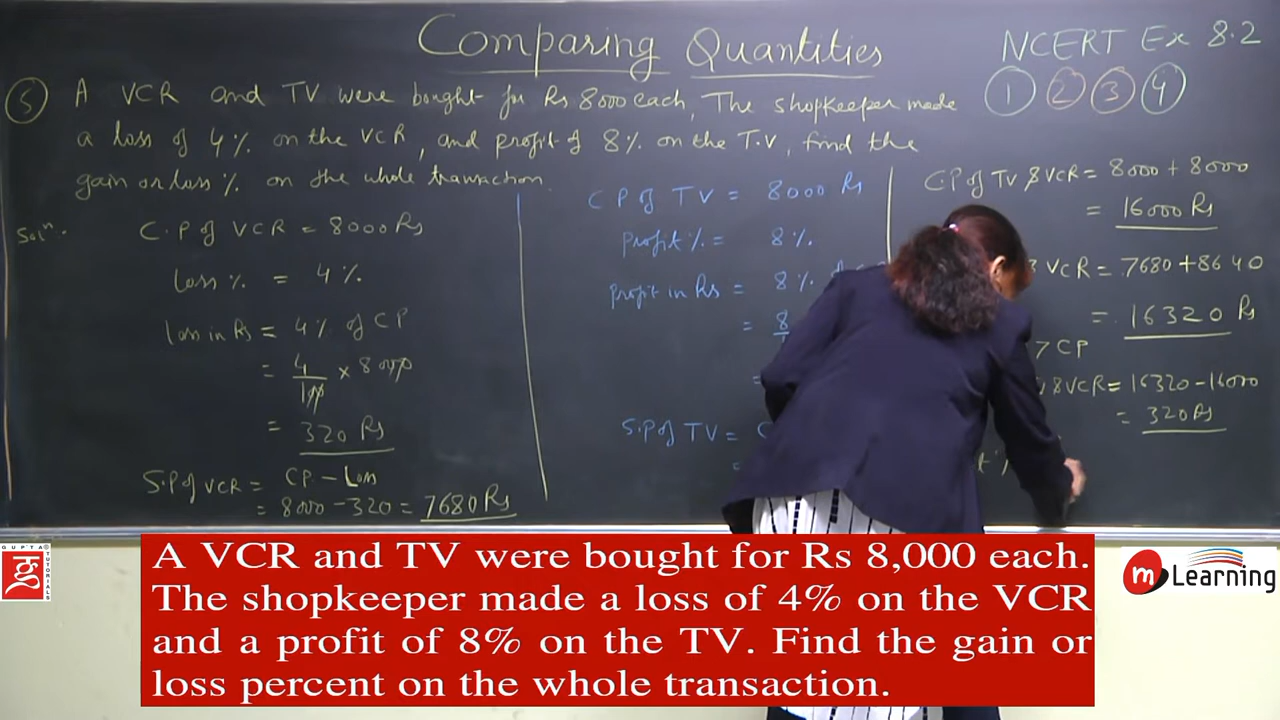 Comparing Quantities
NCERT Ex 8.2
1 2 3 4
5 A VCR and TV were bought for Rs 8000 each, The shopkeeper made
a loss of 4% on the VCR, and profit of 8% on the T.V, find the
gain or loss % on the whole transaction.
Soln.
C.P of VCR = 8000 Rs
Loss % = 4%
loss in Rs = 4% of CP
= 4/100 × 8000
= 320 Rs
S.P of VCR = CP - Loss
= 8000 - 320 = 7680 Rs
CP of TV = 8000 Rs
profit % = 8%.
profit in Rs = 8%
= 8
S.P of TV = C
CP of TV & VCR = 8000 + 8000
= 16000 Rs
VCR = 7680 + 8640
= 16320 Rs
7 CP
& VCR = 16320 - 16000
= 320 Rs
GUPTA TUTORIALS
A VCR and TV were bought for Rs 8,000 each.
The shopkeeper made a loss of 4% on the VCR
and a profit of 8% on the TV. Find the gain or
loss percent on the whole transaction.
m Learning